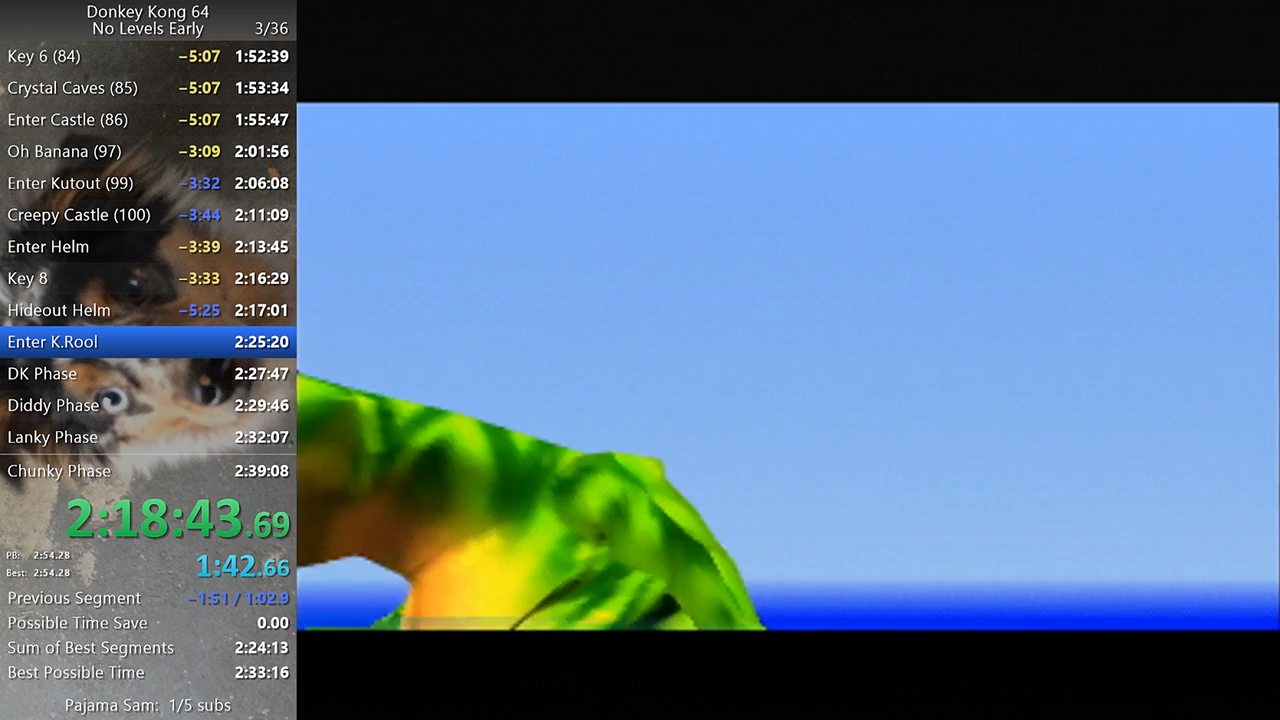 Donkey Kong 64
No Levels Early 3/36
Key 6 (84) −5:07 1:52:39
Crystal Caves (85) −5:07 1:53:34
Enter Castle (86) −5:07 1:55:47
Oh Banana (97) −3:09 2:01:56
Enter Kutout (99) −3:32 2:06:08
Creepy Castle (100) −3:44 2:11:09
Enter Helm −3:39 2:13:45
Key 8 −3:33 2:16:29
Hideout Helm −5:25 2:17:01
Enter K.Rool 2:25:20
DK Phase 2:27:47
Diddy Phase 2:29:46
Lanky Phase 2:32:07
Chunky Phase 2:39:08
2:18:43.69
PB: 2:54.28 1:42.66
Best: 2:54.28
Previous Segment −1:51 / 1:02.9
Possible Time Save 0.00
Sum of Best Segments 2:24:13
Best Possible Time 2:33:16
Pajama Sam: 1/5 subs